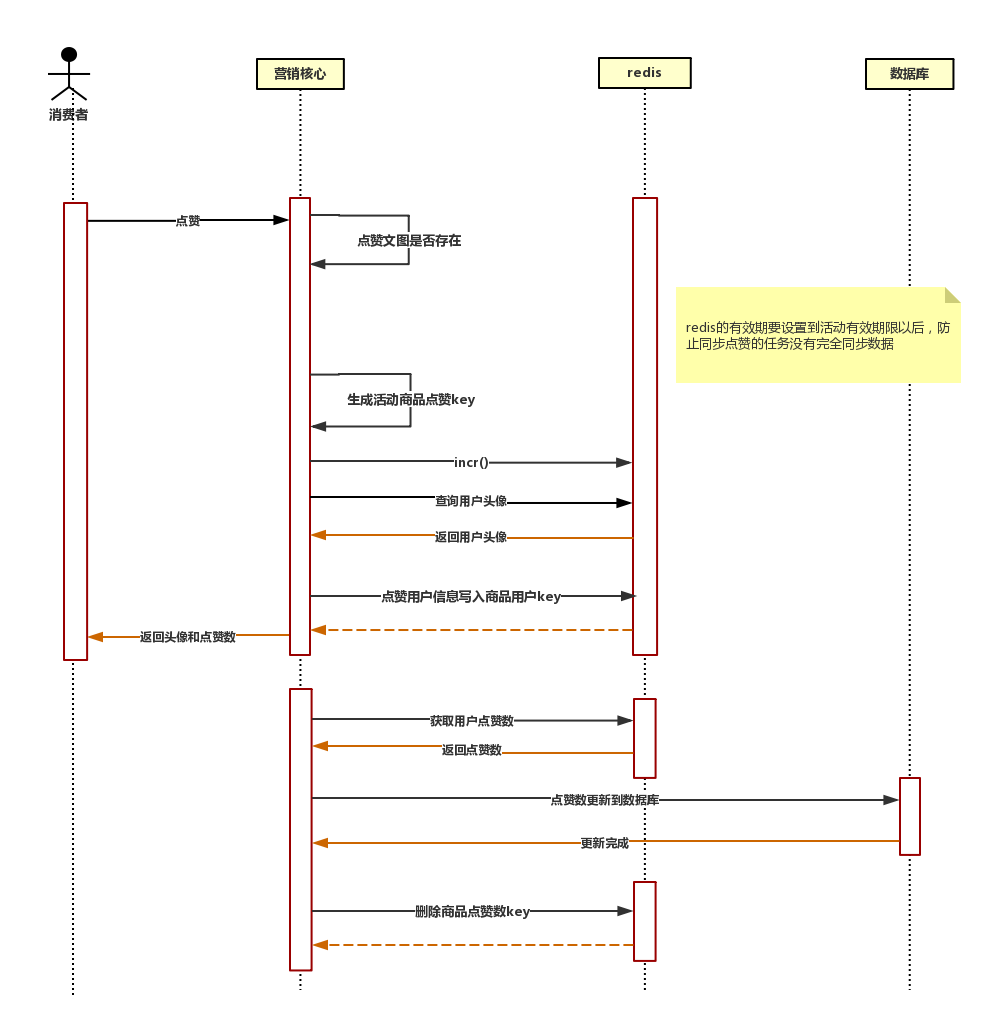 消费者
营销核心
redis
数据库
点赞
点赞文图是否存在
redis的有效期要设置到活动有效期限以后，防
止同步点赞的任务没有完全同步数据
生成活动商品点赞key
incr()
查询用户头像
返回用户头像
点赞用户信息写入商品用户key
返回头像和点赞数
获取用户点赞数
返回点赞数
点赞数更新到数据库
更新完成
删除商品点赞数key